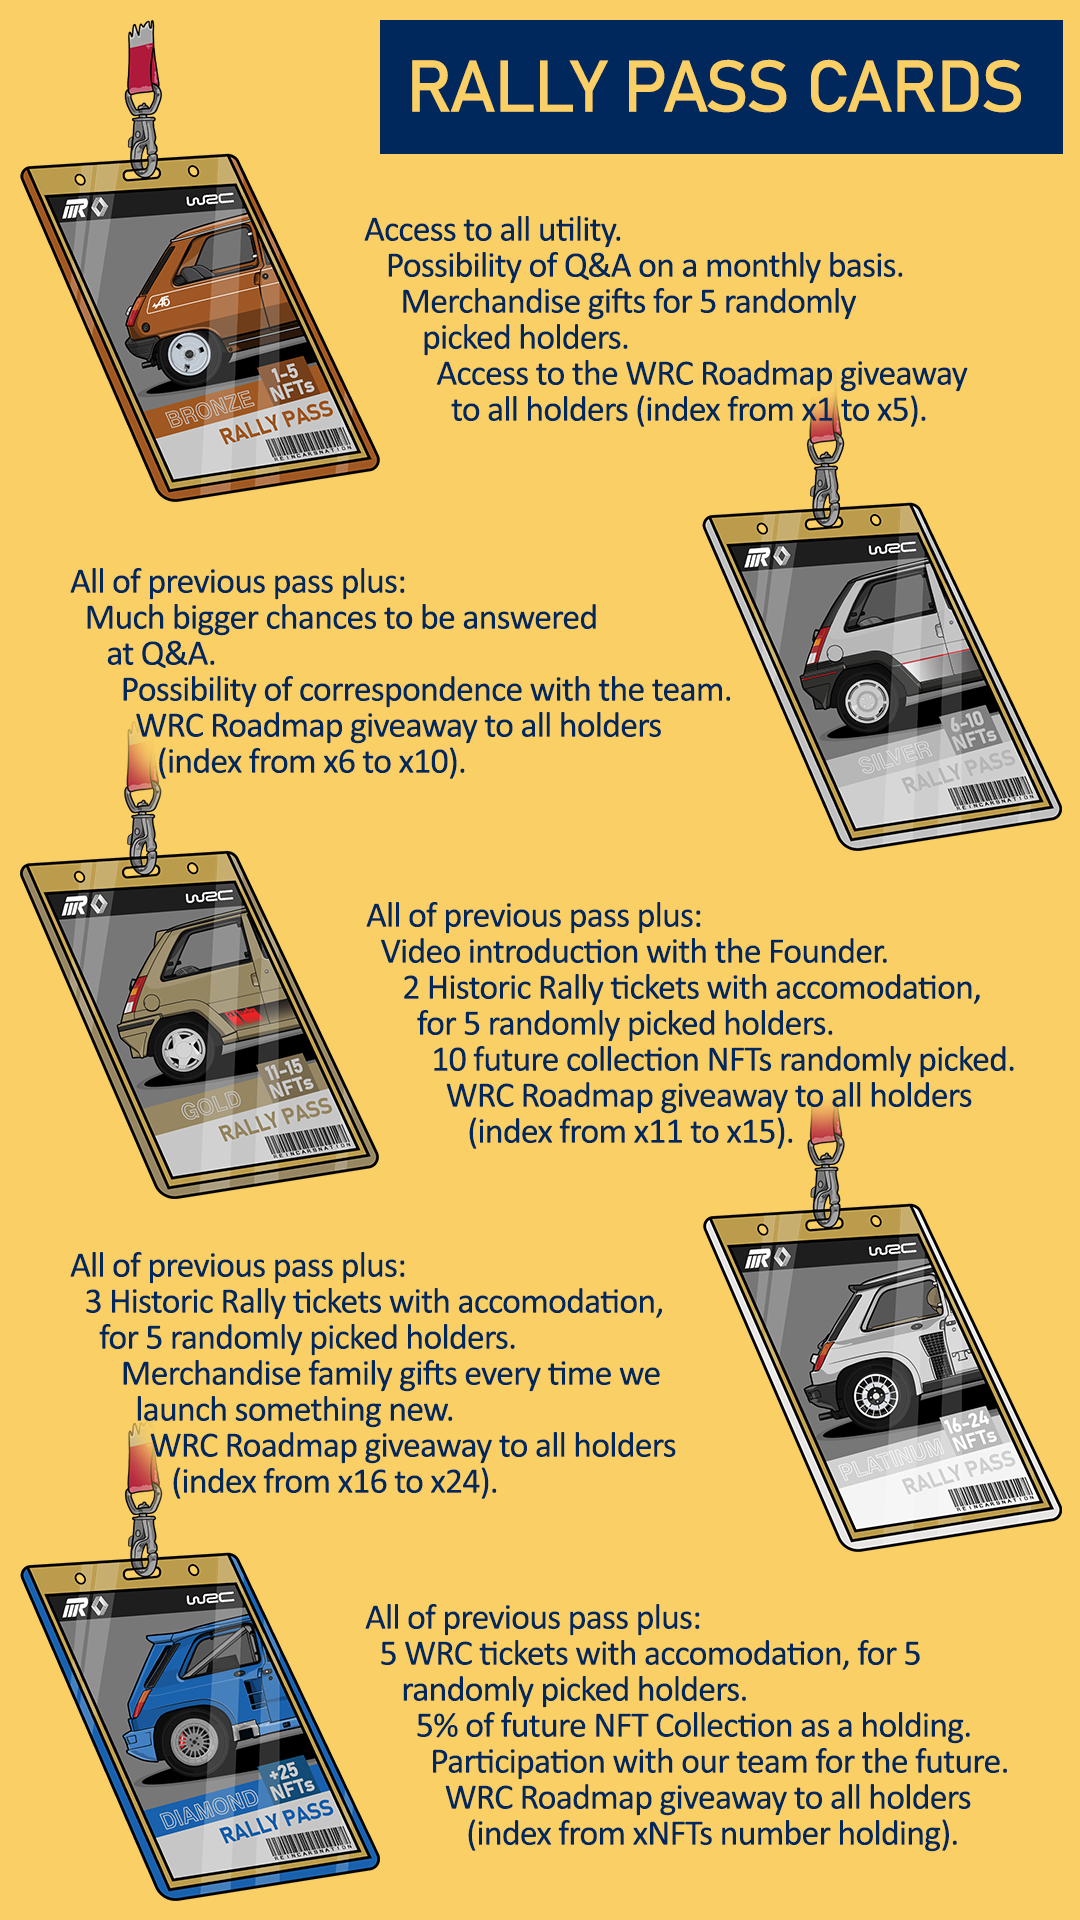 RALLY PASS CARDS
WRC
A5
1-5
NFTs
BRONZE
RALLY PASS
REINCARSNATION
Access to all utility.
Possibility of Q&A on a monthly basis.
Merchandise gifts for 5 randomly
picked holders.
Access to the WRC Roadmap giveaway
to all holders (index from x1 to x5).
WRC
6-10
NFTs
SILVER
RALLY PASS
REINCARSNATION
All of previous pass plus:
Much bigger chances to be answered
at Q&A.
Possibility of correspondence with the team.
WRC Roadmap giveaway to all holders
(index from x6 to x10).
WRC
11-15
NFTs
GOLD
RALLY PASS
REINCARSNATION
All of previous pass plus:
Video introduction with the Founder.
2 Historic Rally tickets with accomodation,
for 5 randomly picked holders.
10 future collection NFTs randomly picked.
WRC Roadmap giveaway to all holders
(index from x11 to x15).
WRC
16-24
NFTs
PLATINUM
RALLY PASS
REINCARSNATION
All of previous pass plus:
3 Historic Rally tickets with accomodation,
for 5 randomly picked holders.
Merchandise family gifts every time we
launch something new.
WRC Roadmap giveaway to all holders
(index from x16 to x24).
WRC
+25
NFTs
DIAMOND
RALLY PASS
REINCARSNATION
All of previous pass plus:
5 WRC tickets with accomodation, for 5
randomly picked holders.
5% of future NFT Collection as a holding.
Participation with our team for the future.
WRC Roadmap giveaway to all holders
(index from xNFTs number holding).